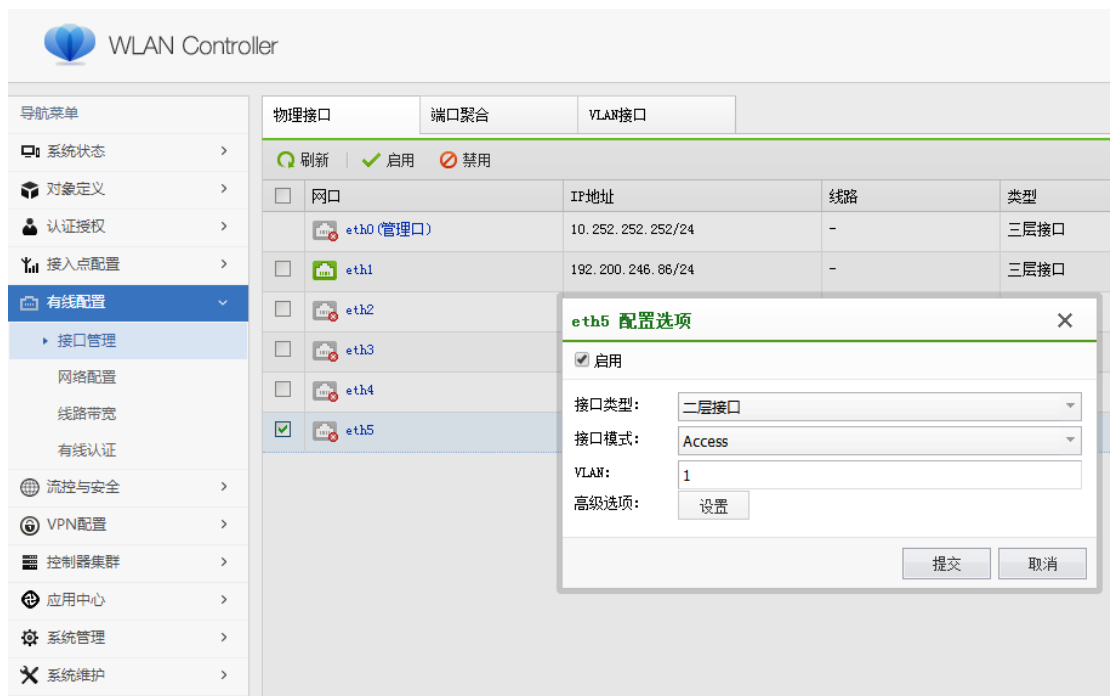 WLAN Controller
导航菜单
系统状态
对象定义
认证授权
接入点配置
有线配置
接口管理
网络配置
线路带宽
有线认证
流控与安全
VPN配置
控制器集群
应用中心
系统管理
系统维护
物理接口 端口聚合 VLAN接口
刷新 启用 禁用
网口 IP地址 线路 类型
eth0(管理口) 10.252.252.252/24 - 三层接口
eth1 192.200.246.86/24 - 三层接口
eth2
eth3
eth4
eth5
eth5 配置选项
启用
接口类型: 二层接口
接口模式: Access
VLAN: 1
高级选项: 设置
提交 取消